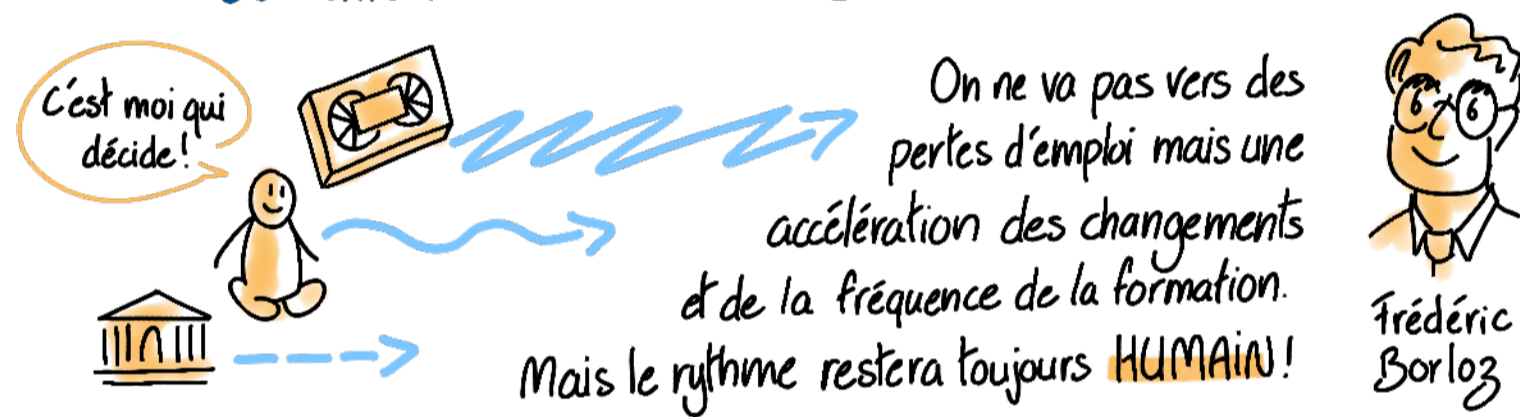 C'est moi qui
décide!
On ne va pas vers des
pertes d'emploi mais une
accélération des changements
et de la fréquence de la formation.
Mais le rythme restera toujours HUMAIN!
Frédéric
Borloz